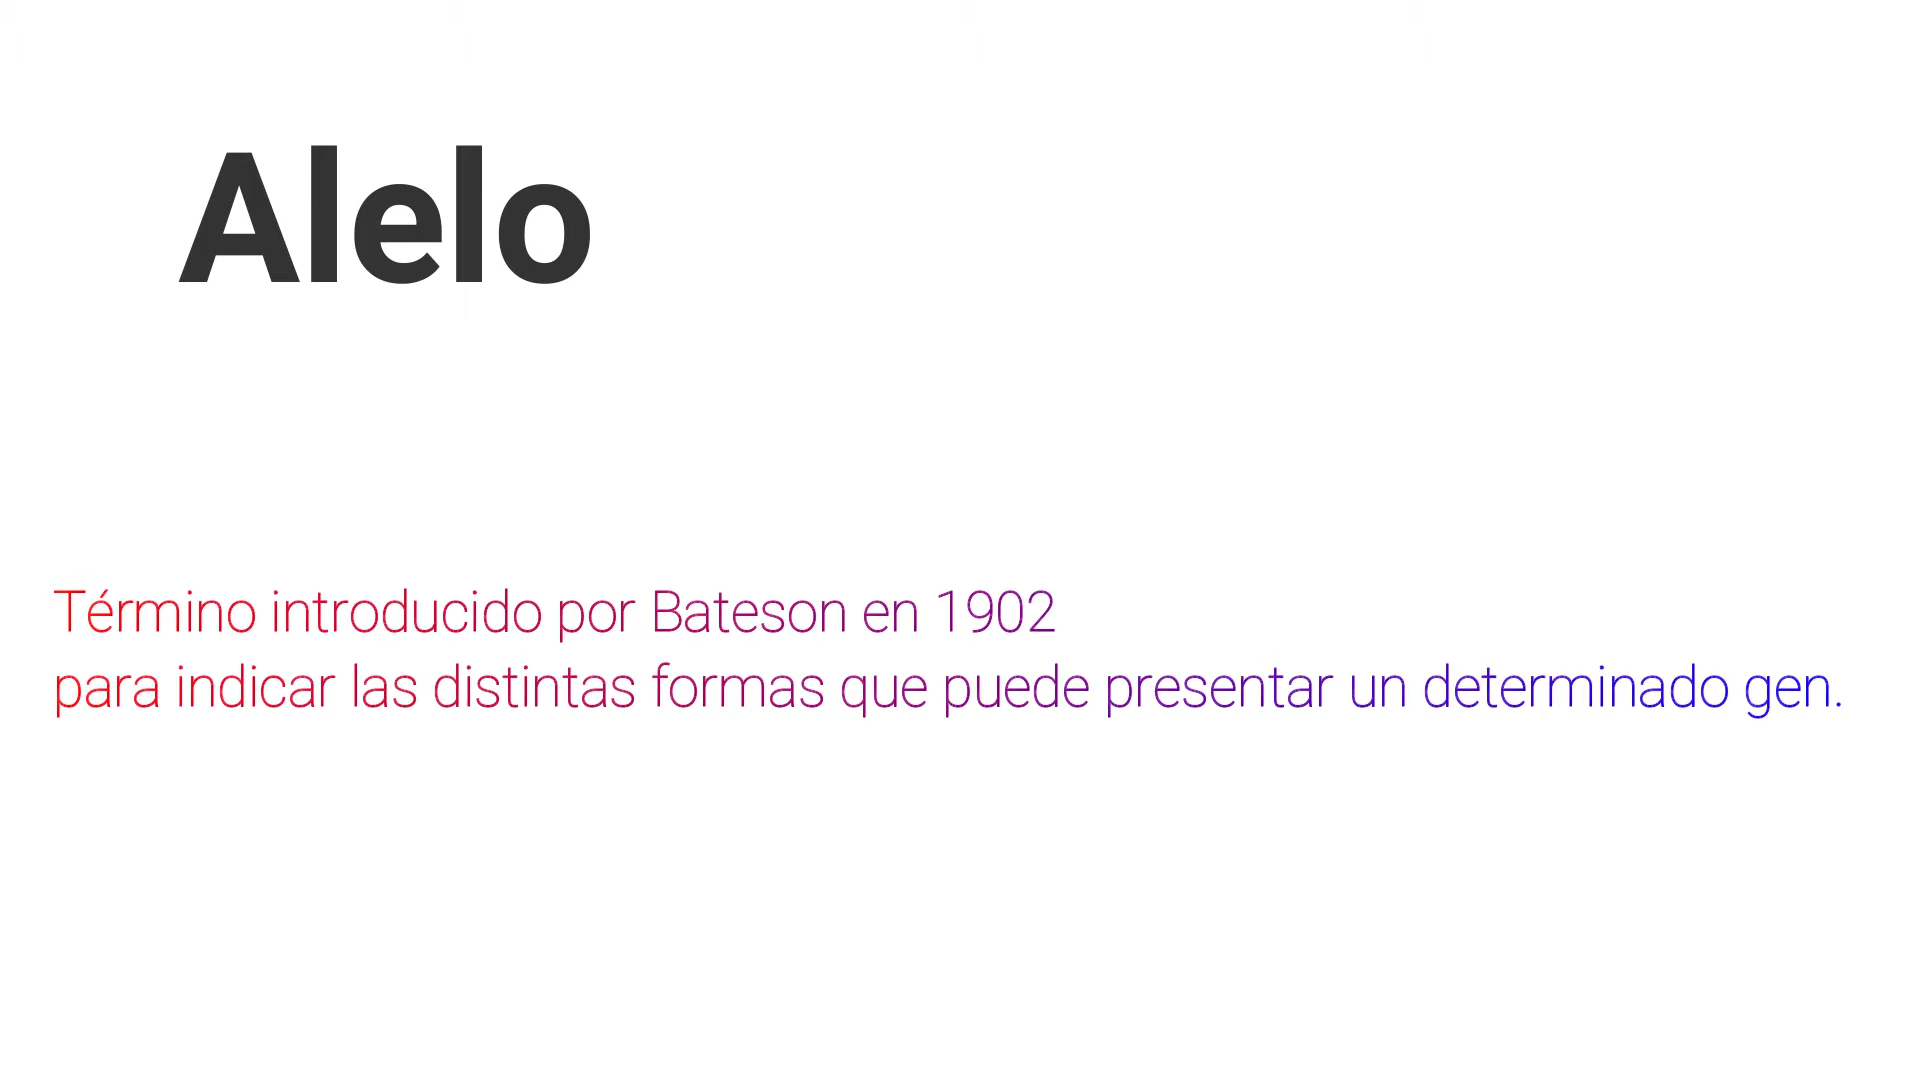 Alelo
Término introducido por Bateson en 1902
para indicar las distintas formas que puede presentar un determinado gen.